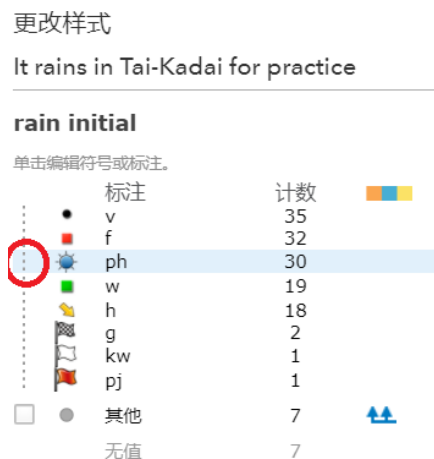 更改样式
It rains in Tai-Kadai for practice
rain initial
单击编辑符号或标注。
标注 计数
v 35
f 32
ph 30
w 19
h 18
g 2
kw 1
pj 1
其他 7
无值 7